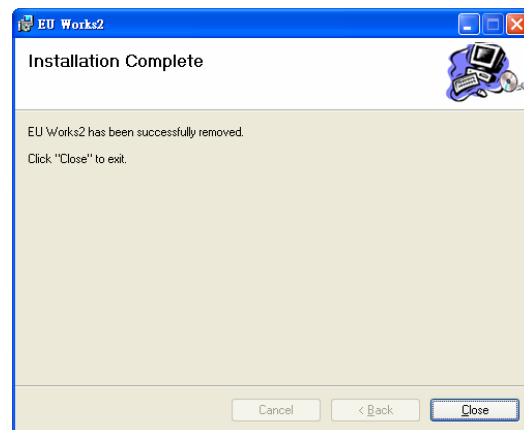 EU Works2
Installation Complete
EU Works2 has been successfully removed.
Click "Close" to exit.
Cancel
< Back
Close